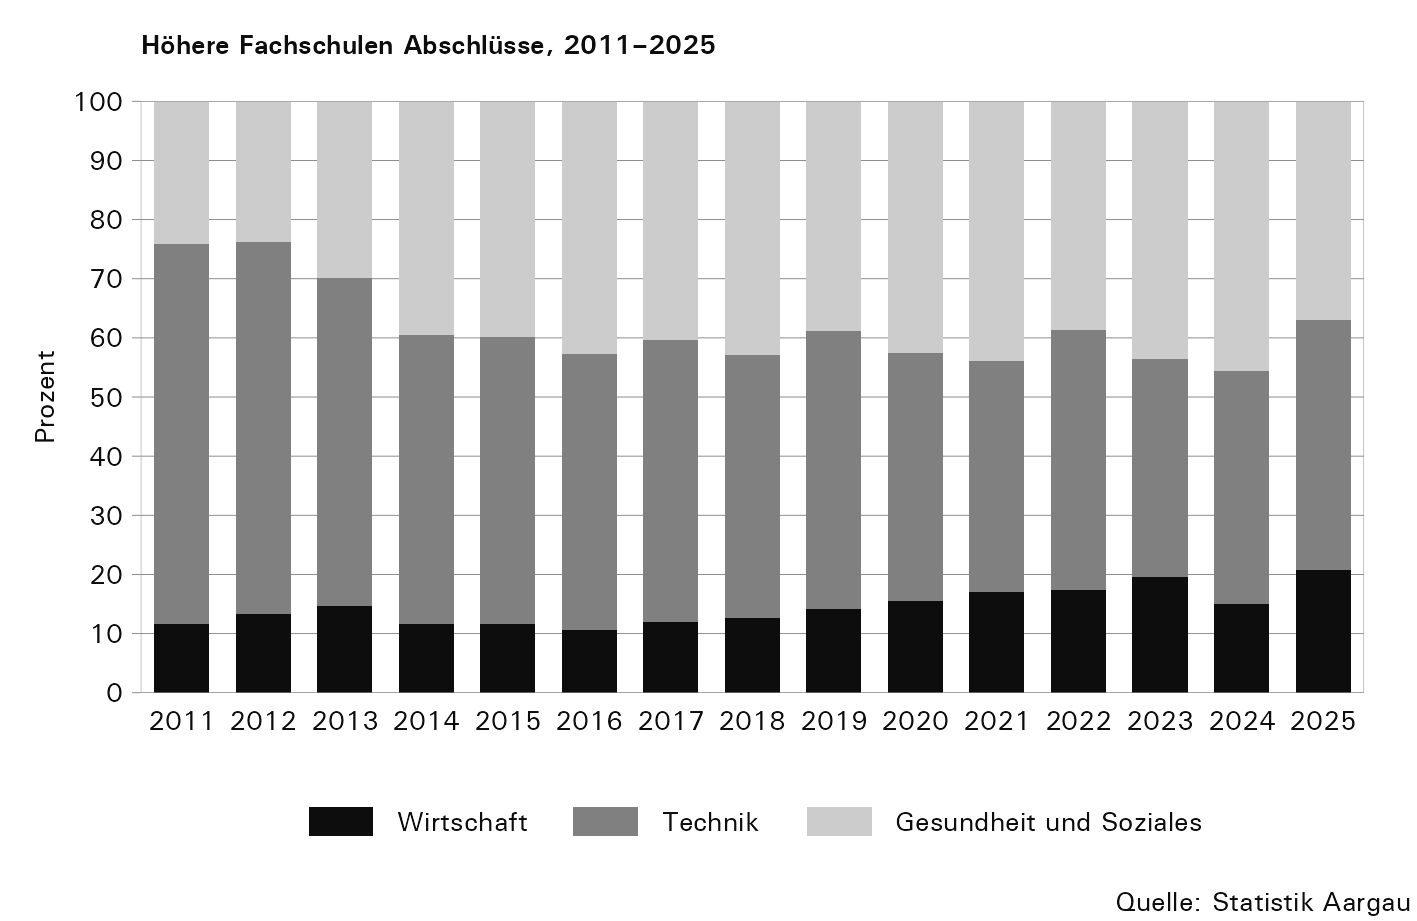 Höhere Fachschulen Abschlüsse, 2011–2025
100
90
80
70
60
50
40
30
20
10
0
Prozent
2011 2012 2013 2014 2015 2016 2017 2018 2019 2020 2021 2022 2023 2024 2025
Wirtschaft Technik Gesundheit und Soziales
Quelle: Statistik Aargau